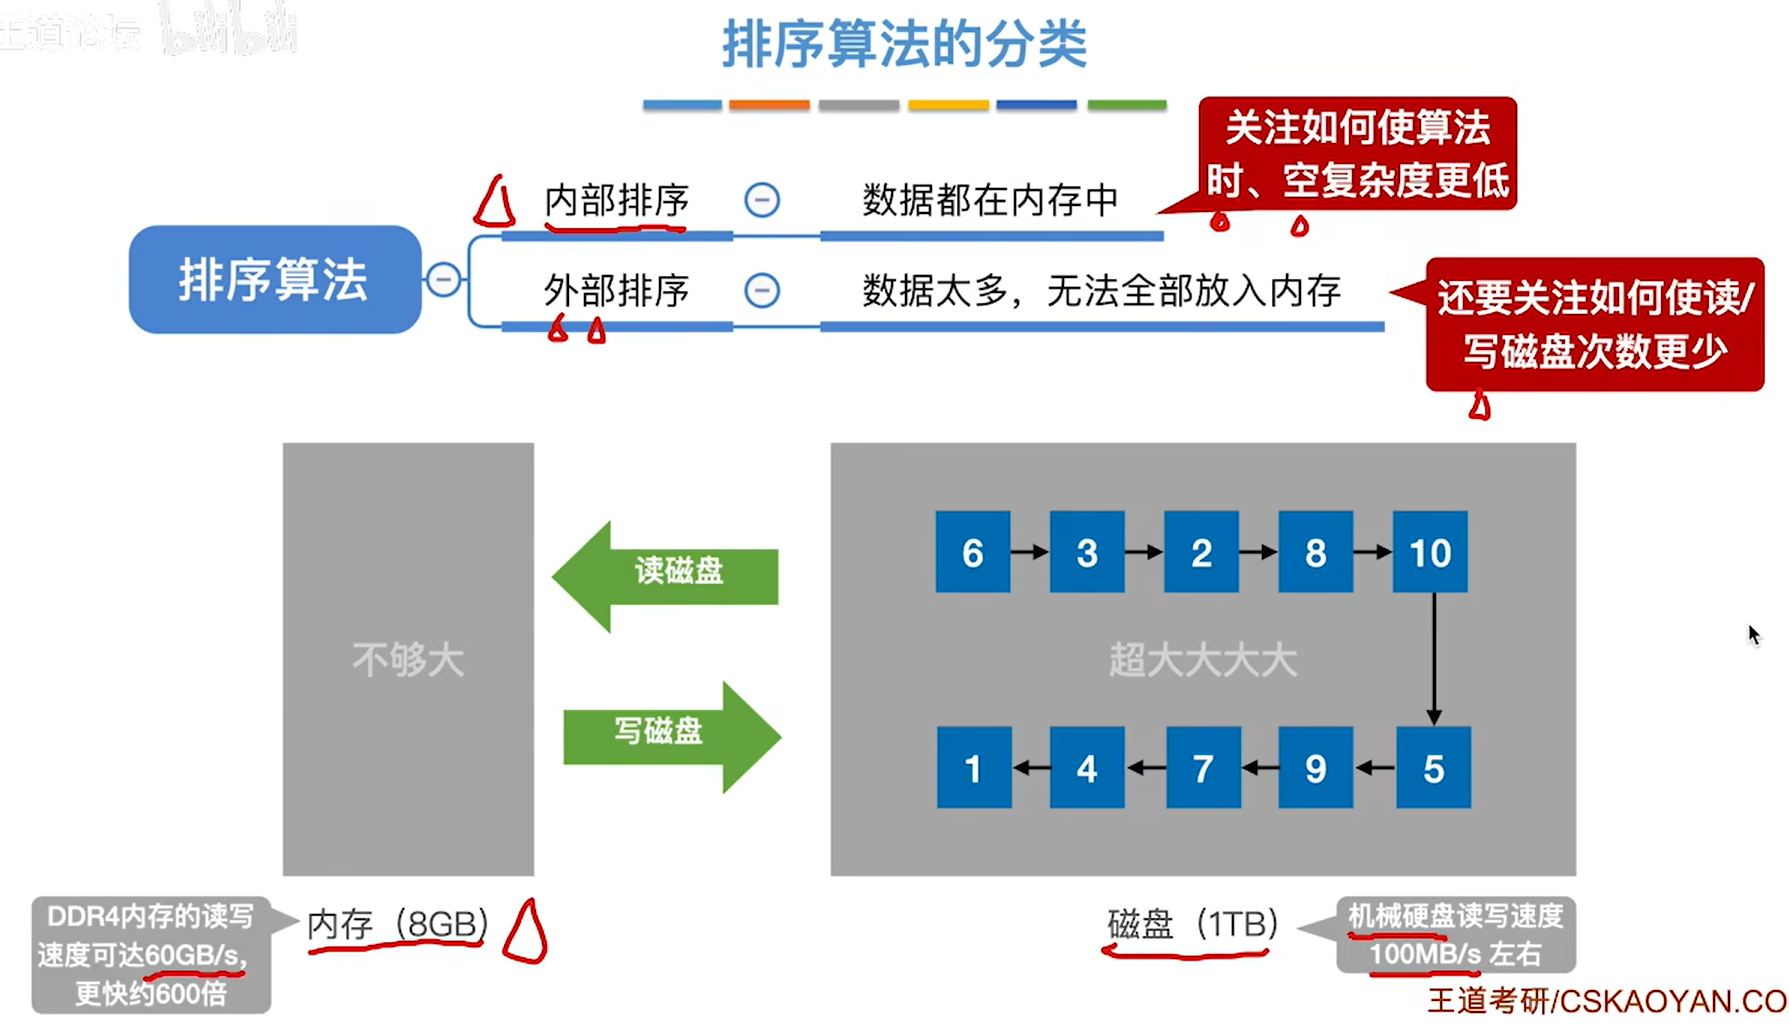 王道论坛 bilibili
排序算法的分类
关注如何使算法
时、空复杂度更低
内部排序
数据都在内存中
排序算法
外部排序
数据太多，无法全部放入内存
还要关注如何使读/
写磁盘次数更少
读磁盘
6 3 2 8 10
不够大
超大大大大
写磁盘
1 4 7 9 5
DDR4内存的读写
速度可达60GB/s，
更快约600倍
内存（8GB）
磁盘（1TB）
机械硬盘读写速度
100MB/s 左右
王道考研/CSKAOYAN.CO